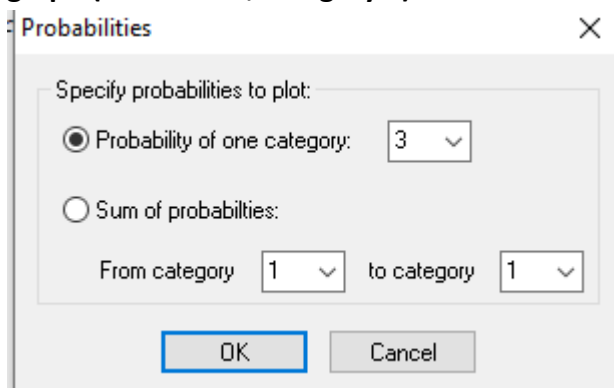 Probabilities
Specify probabilities to plot:
Probability of one category: 3
Sum of probabilties:
From category 1 to category 1
OK Cancel